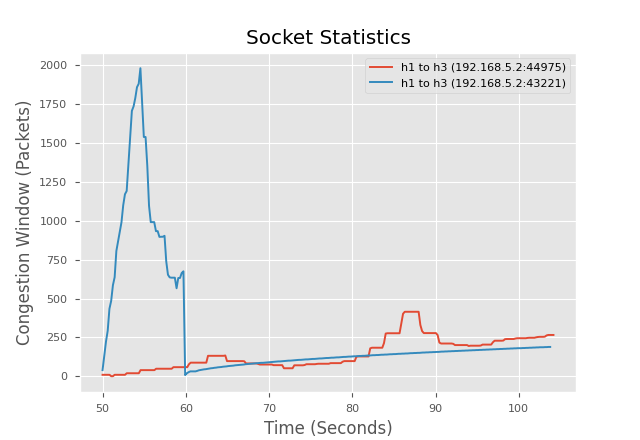 Socket Statistics
h1 to h3 (192.168.5.2:44975)
h1 to h3 (192.168.5.2:43221)
Congestion Window (Packets)
2000
1750
1500
1250
1000
750
500
250
0
50 60 70 80 90 100
Time (Seconds)